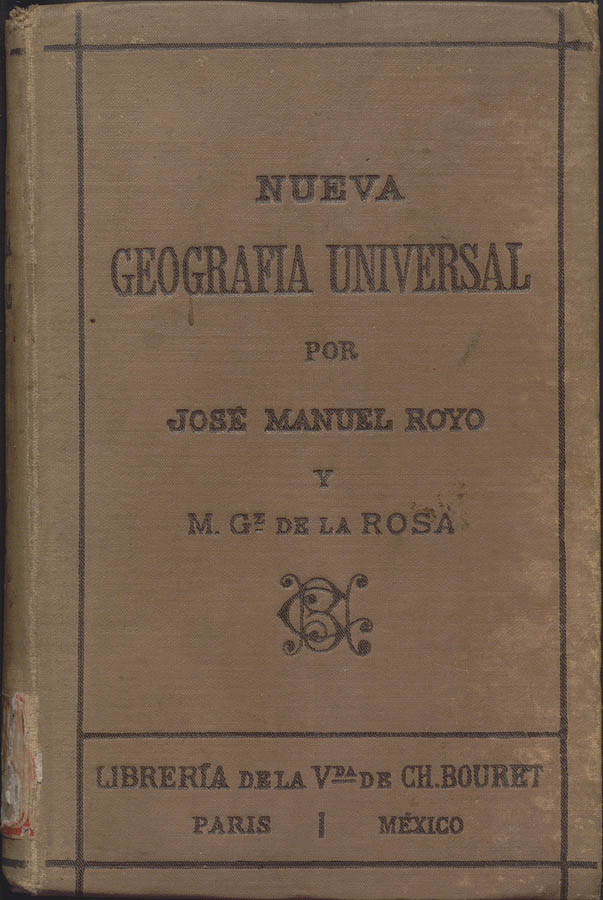 NUEVA
GEOGRAFIA UNIVERSAL
POR
JOSÉ MANUEL ROYO
Y
M. Gz DE LA ROSA
LIBRERÍA DE LA VDA DE CH. BOURET
PARIS | MÉXICO